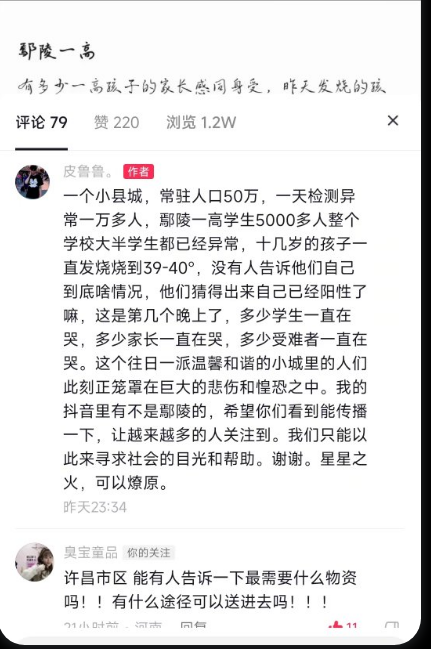 鄢陵一高
有多少一高孩子的家长感同身受，昨天发烧的孩
评论 79 赞 220 浏览 1.2W
皮鲁鲁。 作者
一个小县城，常驻人口50万，一天检测异
常一万多人，鄢陵一高学生5000多人整个
学校大半学生都已经异常，十几岁的孩子一
直发烧烧到39-40°，没有人告诉他们自己
到底啥情况，他们猜得出来自己已经阳性了
嘛，这是第几个晚上了，多少学生一直在
哭，多少家长一直在哭，多少受难者一直在
哭。这个往日一派温馨和谐的小城里的人们
此刻正笼罩在巨大的悲伤和惶恐之中。我的
抖音里有不是鄢陵的，希望你们看到能传播
一下，让越来越多的人关注到。我们只能以
此来寻求社会的目光和帮助。谢谢。星星之
火，可以燎原。
昨天23:34
臭宝童品 你的关注
许昌市区 能有人告诉一下最需要什么物资
吗！！有什么途径可以送进去吗！！！
21小时前 · 河南 回复 11